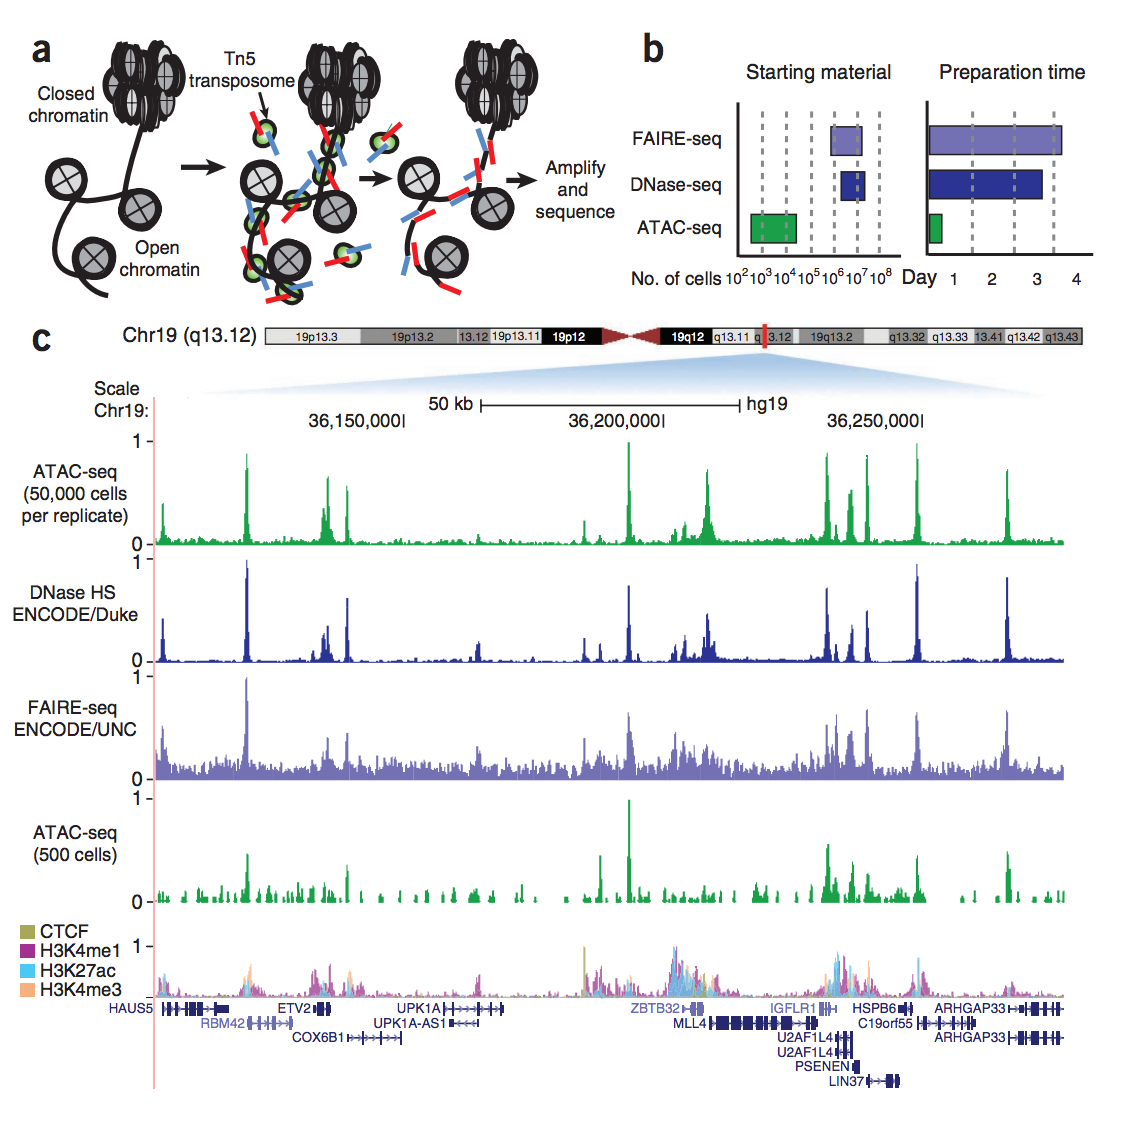 a
Closed
chromatin
Tn5
transposome
Open
chromatin
Amplify
and
sequence
b
Starting material
Preparation time
FAIRE-seq
DNase-seq
ATAC-seq
No. of cells 10² 10³ 10⁴ 10⁵ 10⁶ 10⁷ 10⁸
Day 1 2 3 4
c
Chr19 (q13.12)
19p13.3 19p13.2 13.12 19p13.11 19p12 19q12 q13.11 3.12 19q13.2 q13.32 q13.33 13.41 q13.42 q13.43
Scale
Chr19:
50 kb hg19
36,150,000 36,200,000 36,250,000
ATAC-seq
(50,000 cells
per replicate)
1
0
DNase HS
ENCODE/Duke
1
0
FAIRE-seq
ENCODE/UNC
1
0
ATAC-seq
(500 cells)
1
0
CTCF
H3K4me1
H3K27ac
H3K4me3
1
HAUS5 ETV2 UPK1A ZBTB32 IGFLR1 HSPB6 ARHGAP33
RBM42 UPK1A-AS1 MLL4 C19orf55
COX6B1 U2AF1L4 ARHGAP33
U2AF1L4
PSENEN
LIN37